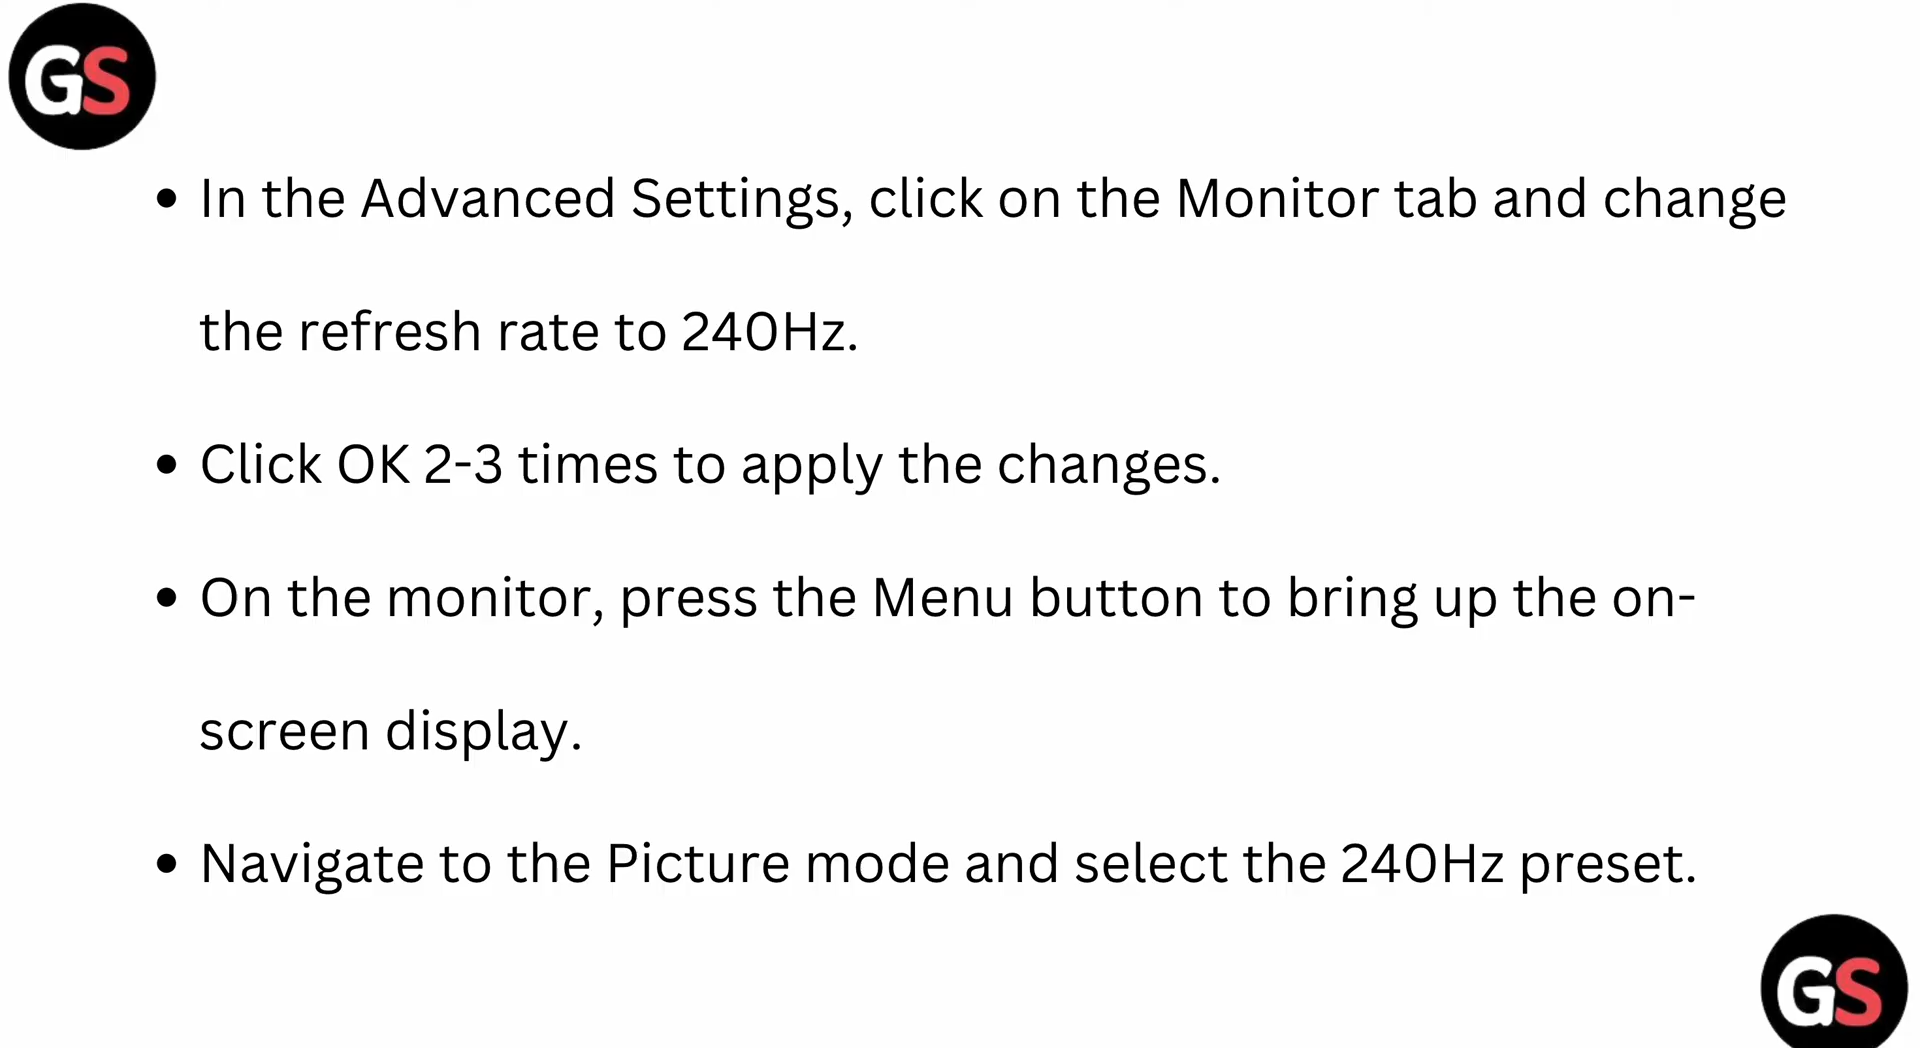 GS
• In the Advanced Settings, click on the Monitor tab and change
the refresh rate to 240Hz.
• Click OK 2-3 times to apply the changes.
• On the monitor, press the Menu button to bring up the on-
screen display.
• Navigate to the Picture mode and select the 240Hz preset.
GS